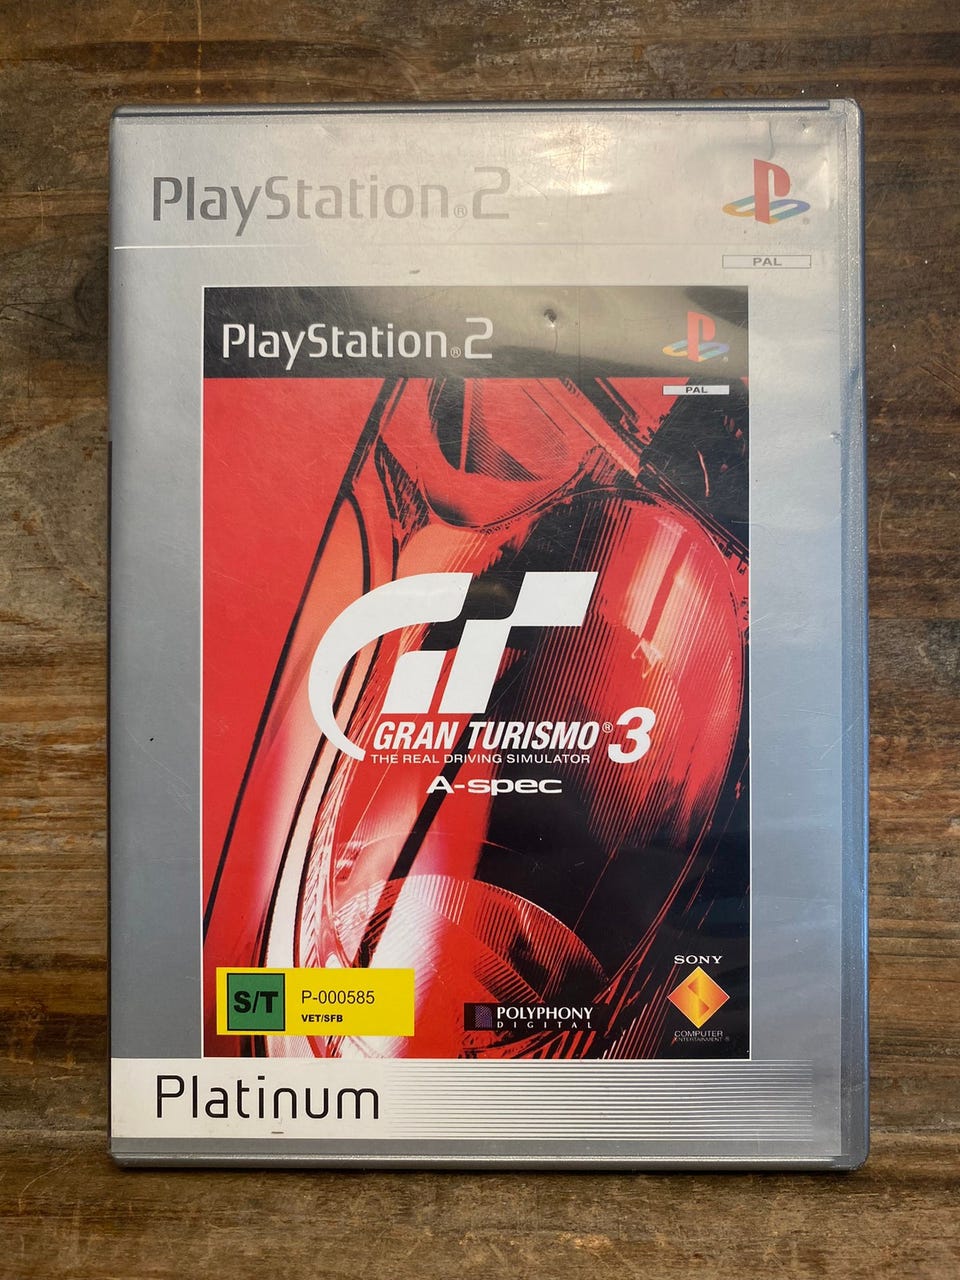 PlayStation®2
PAL
PlayStation®2
PAL
GT
GRAN TURISMO® 3
THE REAL DRIVING SIMULATOR
A-spec
S/T
P-000585
VET/SFB
POLYPHONY
DIGITAL
SONY
COMPUTER
ENTERTAINMENT®
Platinum